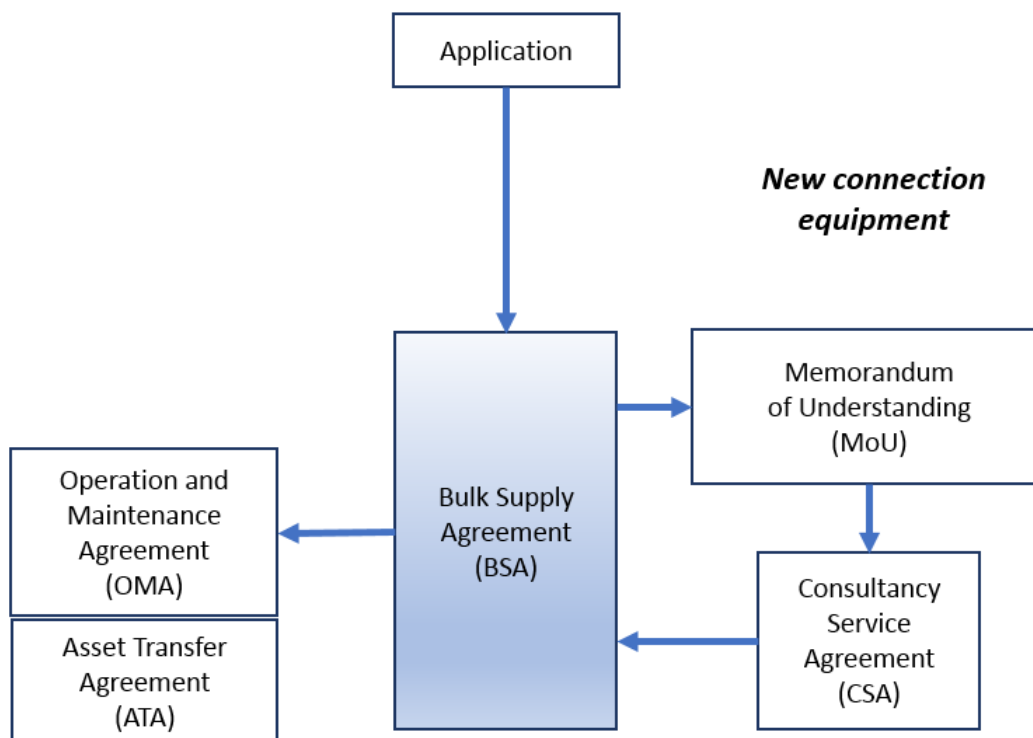 Application
New connection
equipment
Memorandum
of Understanding
(MoU)
Operation and
Maintenance
Agreement
(OMA)
Bulk Supply
Agreement
(BSA)
Consultancy
Service
Agreement
(CSA)
Asset Transfer
Agreement
(ATA)